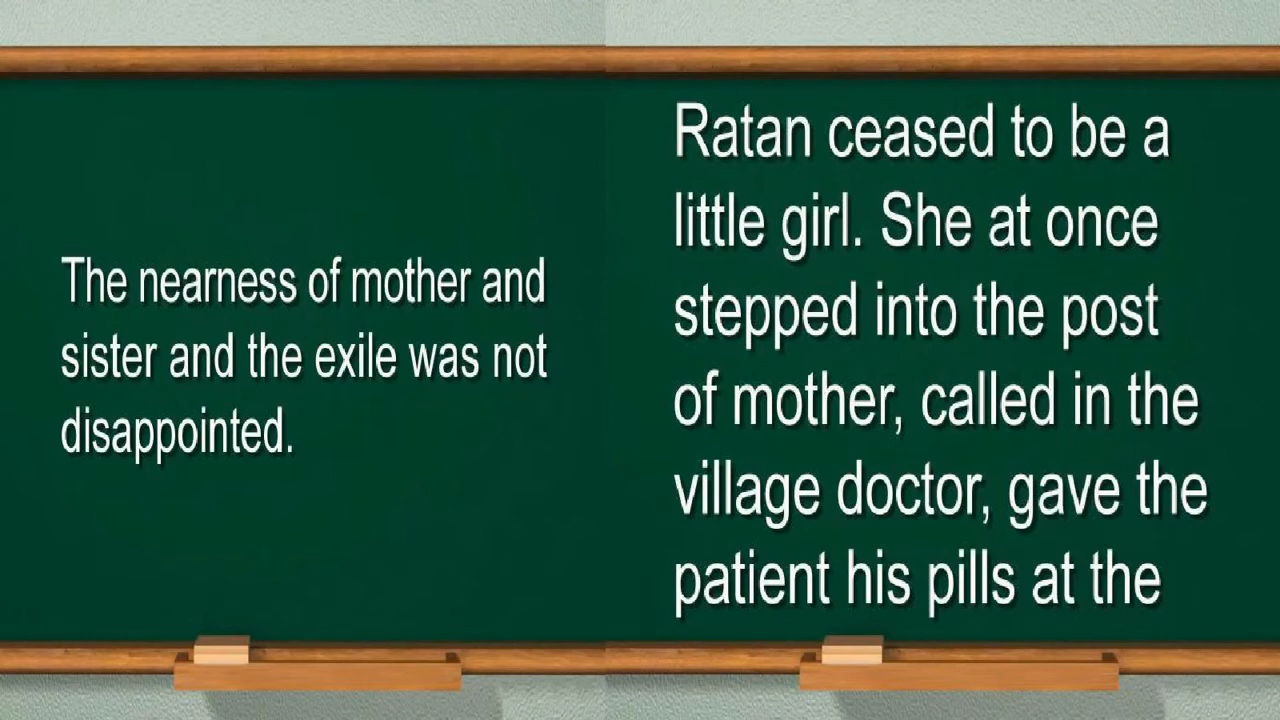 The nearness of mother and
sister and the exile was not
disappointed.
Ratan ceased to be a
little girl. She at once
stepped into the post
of mother, called in the
village doctor, gave the
patient his pills at the